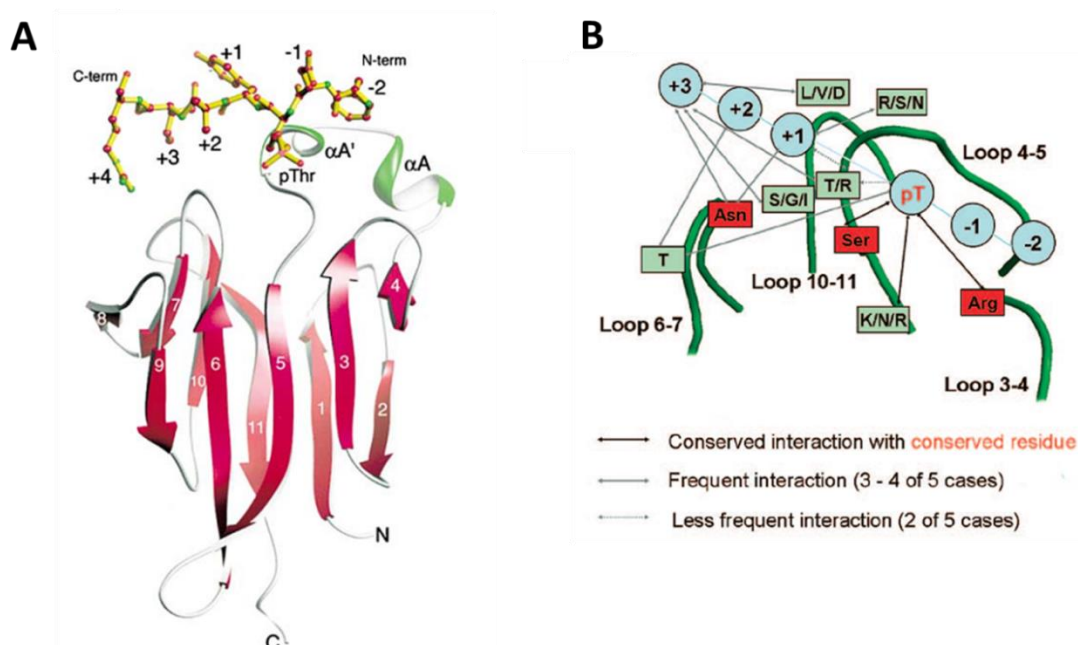 A
+1
-1
N-term
C-term
-2
+2
+3
+4
pThr
αA'
αA
7
4
8
6
5
3
9
10
1
2
11
N
C
B
+3
L/V/D
R/S/N
+2
+1
Loop 4-5
T/R
pT
S/G/I
Asn
-1
Ser
-2
T
Loop 10-11
Arg
K/N/R
Loop 6-7
Loop 3-4
Conserved interaction with conserved residue
Frequent interaction (3 - 4 of 5 cases)
Less frequent interaction (2 of 5 cases)